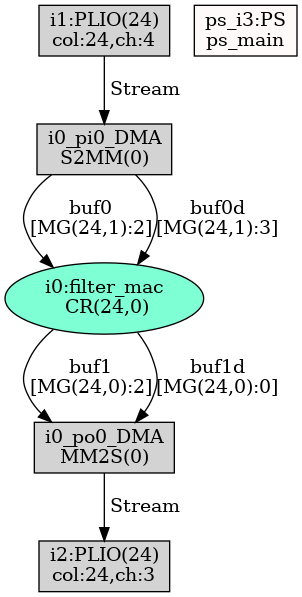 i1:PLIO(24)
col:24,ch:4
ps_i3:PS
ps_main
Stream
i0_pi0_DMA
S2MM(0)
buf0
[MG(24,1):2]
buf0d
[MG(24,1):3]
i0:filter_mac
CR(24,0)
buf1
[MG(24,0):2]
buf1d
[MG(24,0):0]
i0_po0_DMA
MM2S(0)
Stream
i2:PLIO(24)
col:24,ch:3